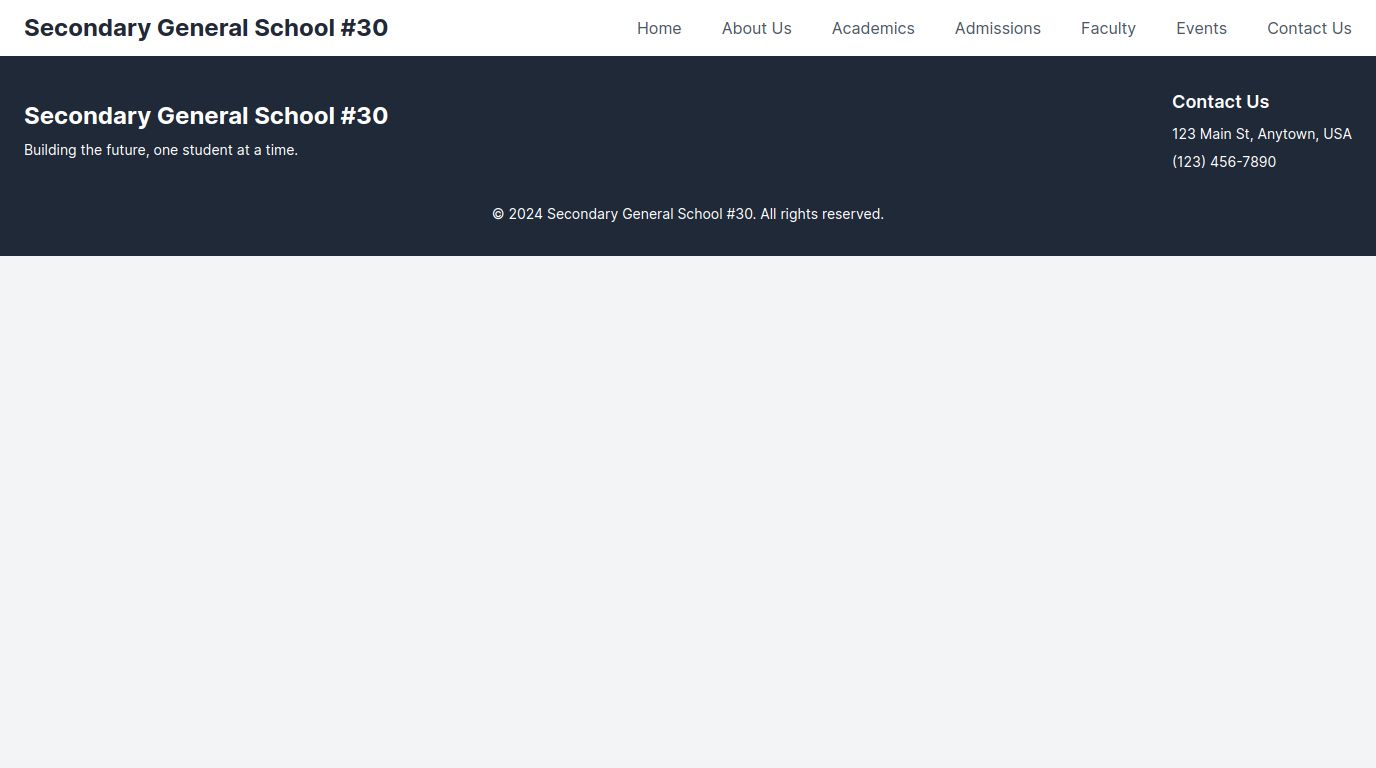 Secondary General School #30
Home About Us Academics Admissions Faculty Events Contact Us
Secondary General School #30
Building the future, one student at a time.
Contact Us
123 Main St, Anytown, USA
(123) 456-7890
© 2024 Secondary General School #30. All rights reserved.